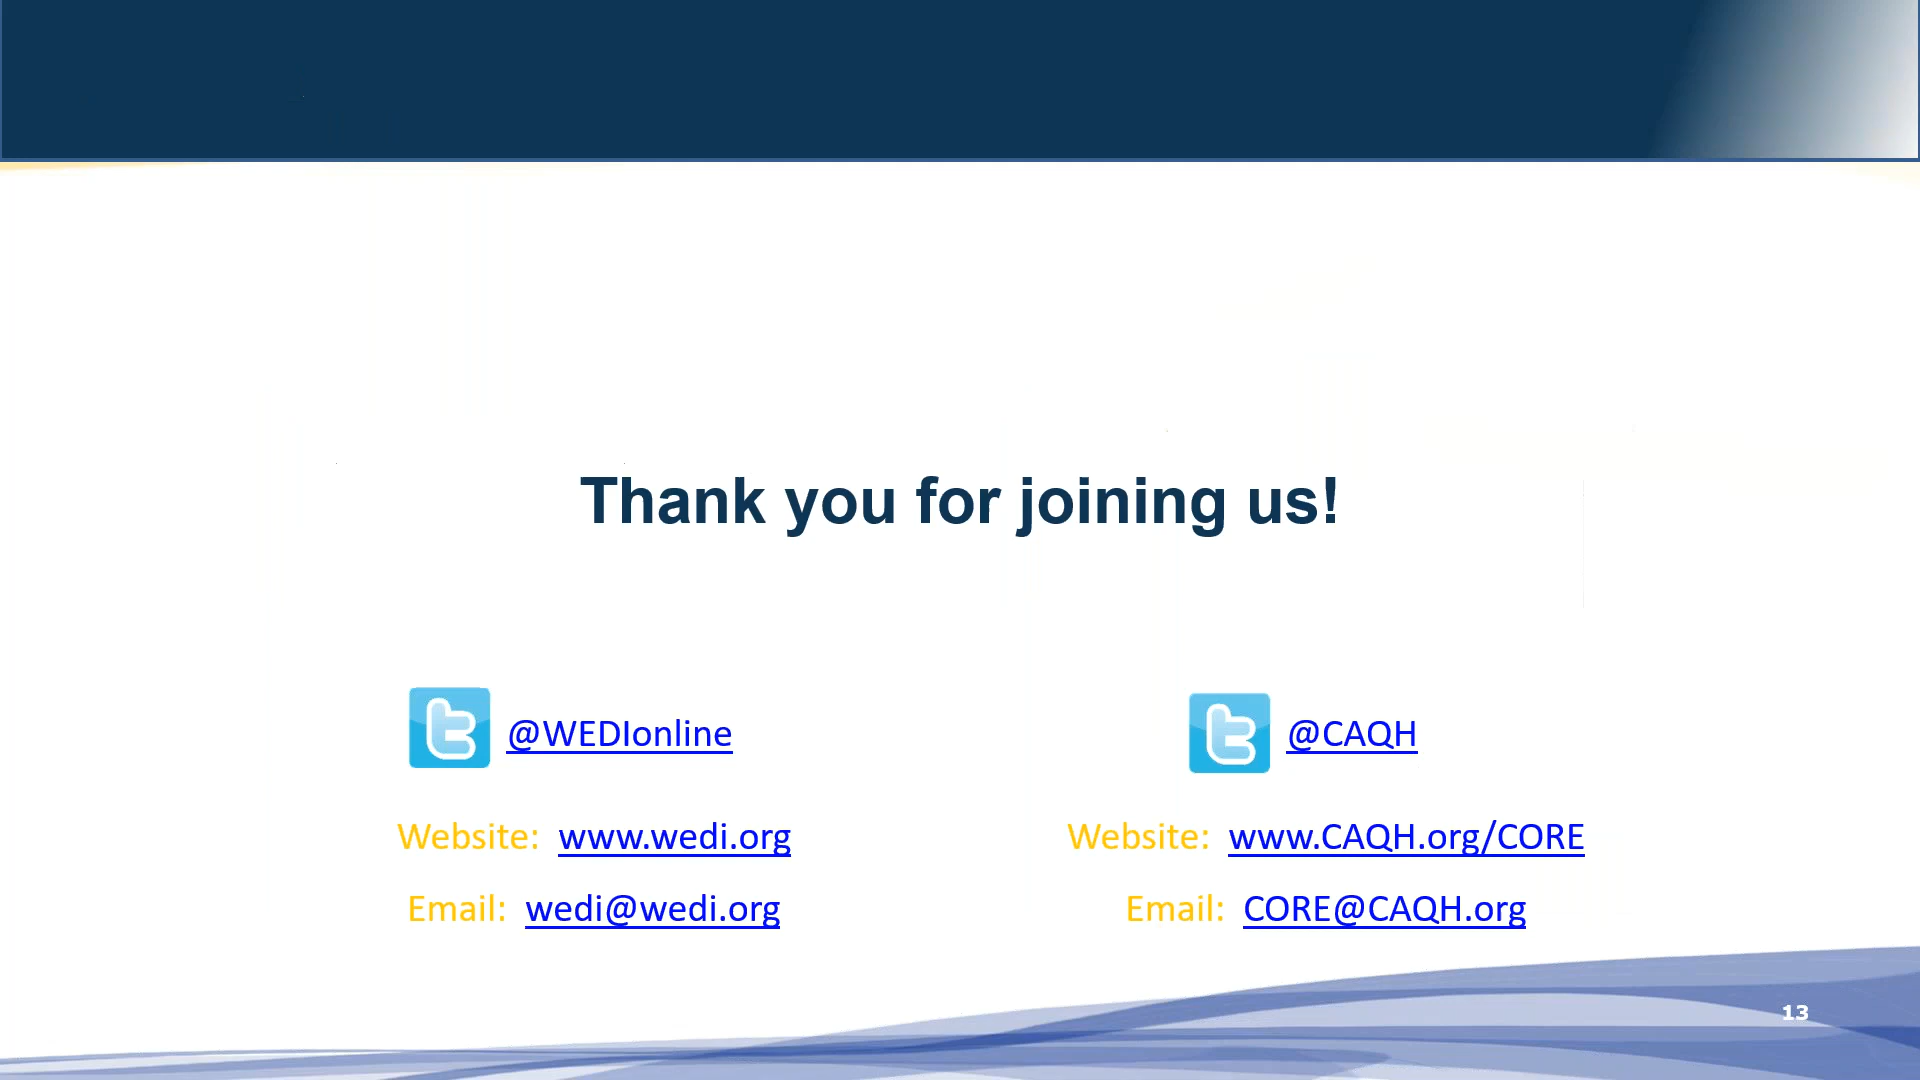 Thank you for joining us!
@WEDIonline
Website: www.wedi.org
Email: wedi@wedi.org
@CAQH
Website: www.CAQH.org/CORE
Email: CORE@CAQH.org
13